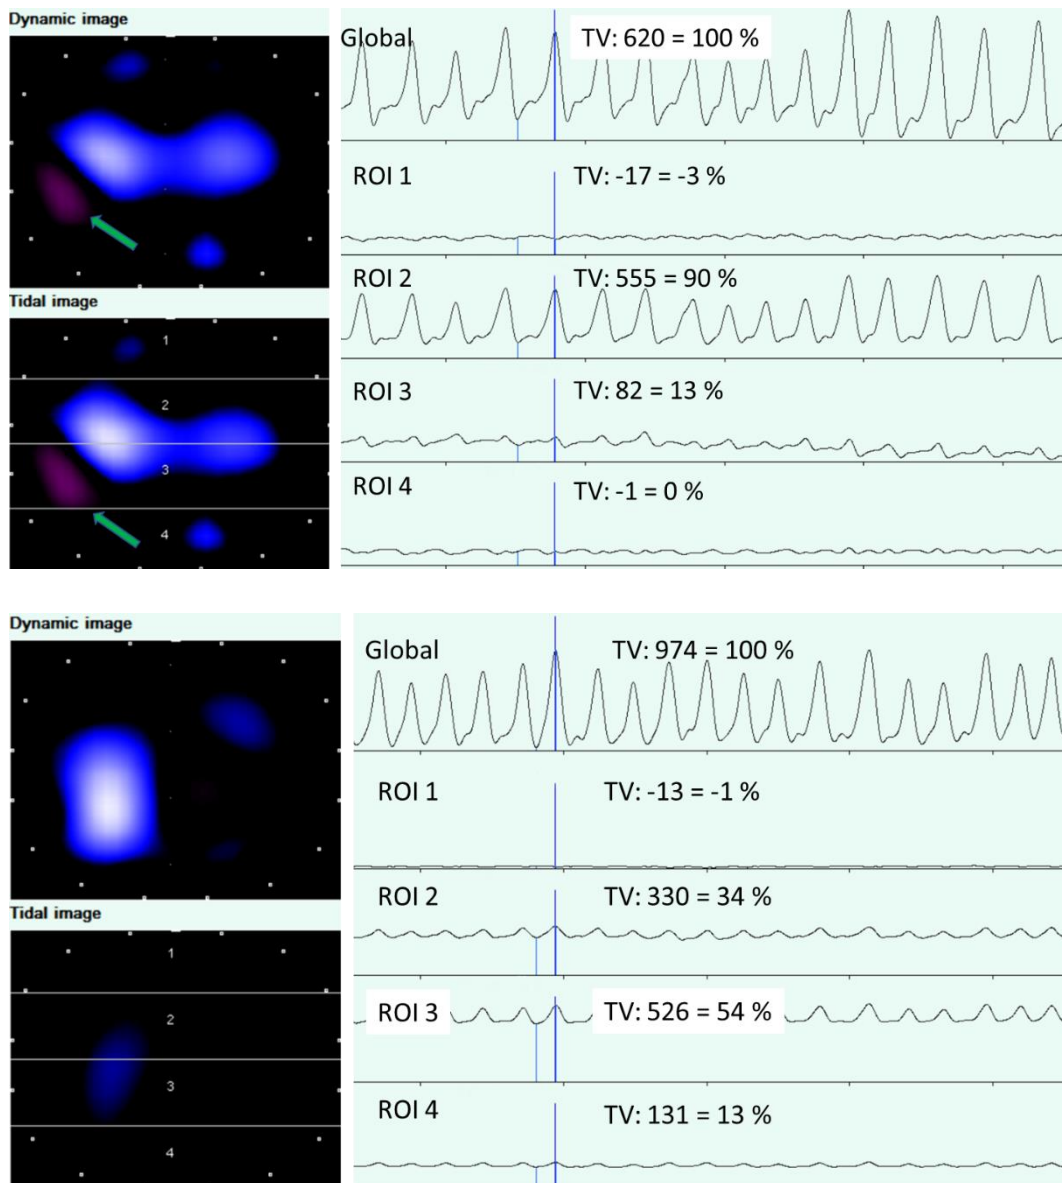 Dynamic image
Global
TV: 620 = 100 %
ROI 1
TV: -17 = -3 %
ROI 2
TV: 555 = 90 %
Tidal image
1
2
3
4
ROI 3
TV: 82 = 13 %
ROI 4
TV: -1 = 0 %
Dynamic image
Global
TV: 974 = 100 %
ROI 1
TV: -13 = -1 %
ROI 2
TV: 330 = 34 %
Tidal image
1
2
3
4
ROI 3
TV: 526 = 54 %
ROI 4
TV: 131 = 13 %